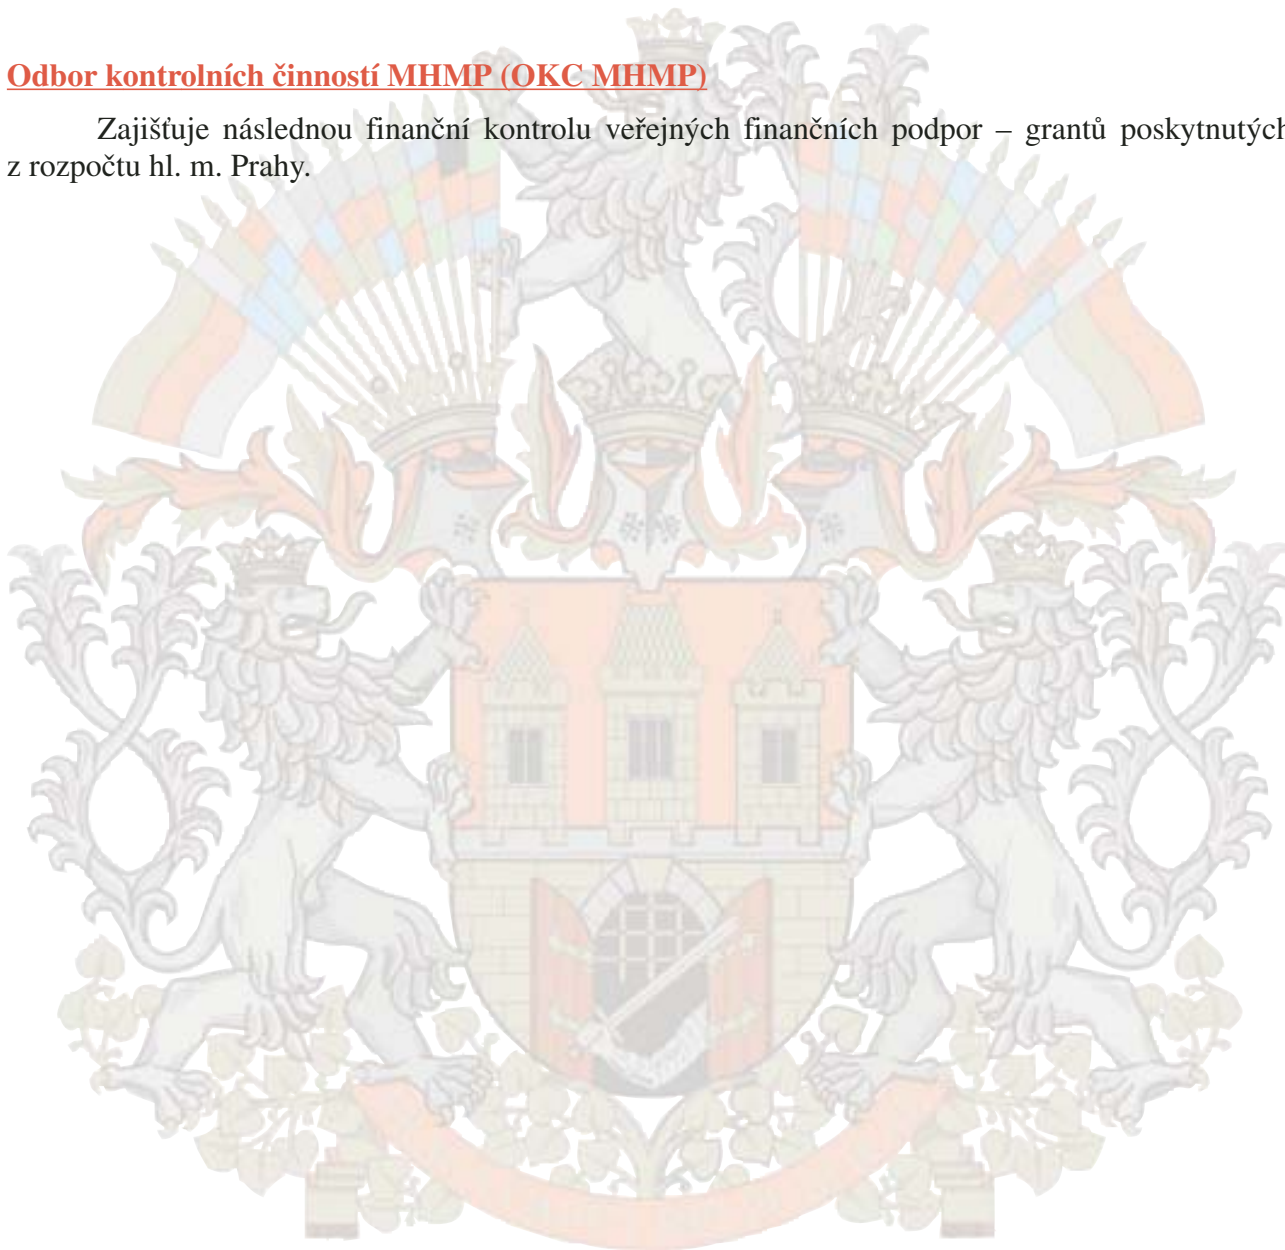 Odbor kontrolních činností MHMP (OKC MHMP)
Zajišťuje následnou finanční kontrolu veřejných finančních podpor – grantů poskytnutých
z rozpočtu hl. m. Prahy.